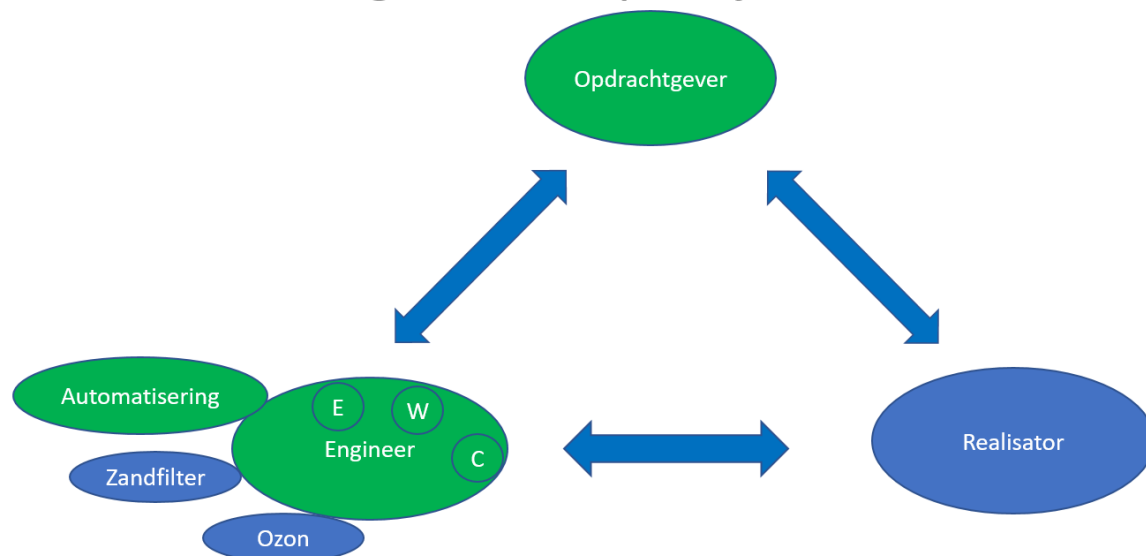 Opdrachtgever
Automatisering
E
W
Engineer
C
Realisator
Zandfilter
Ozon